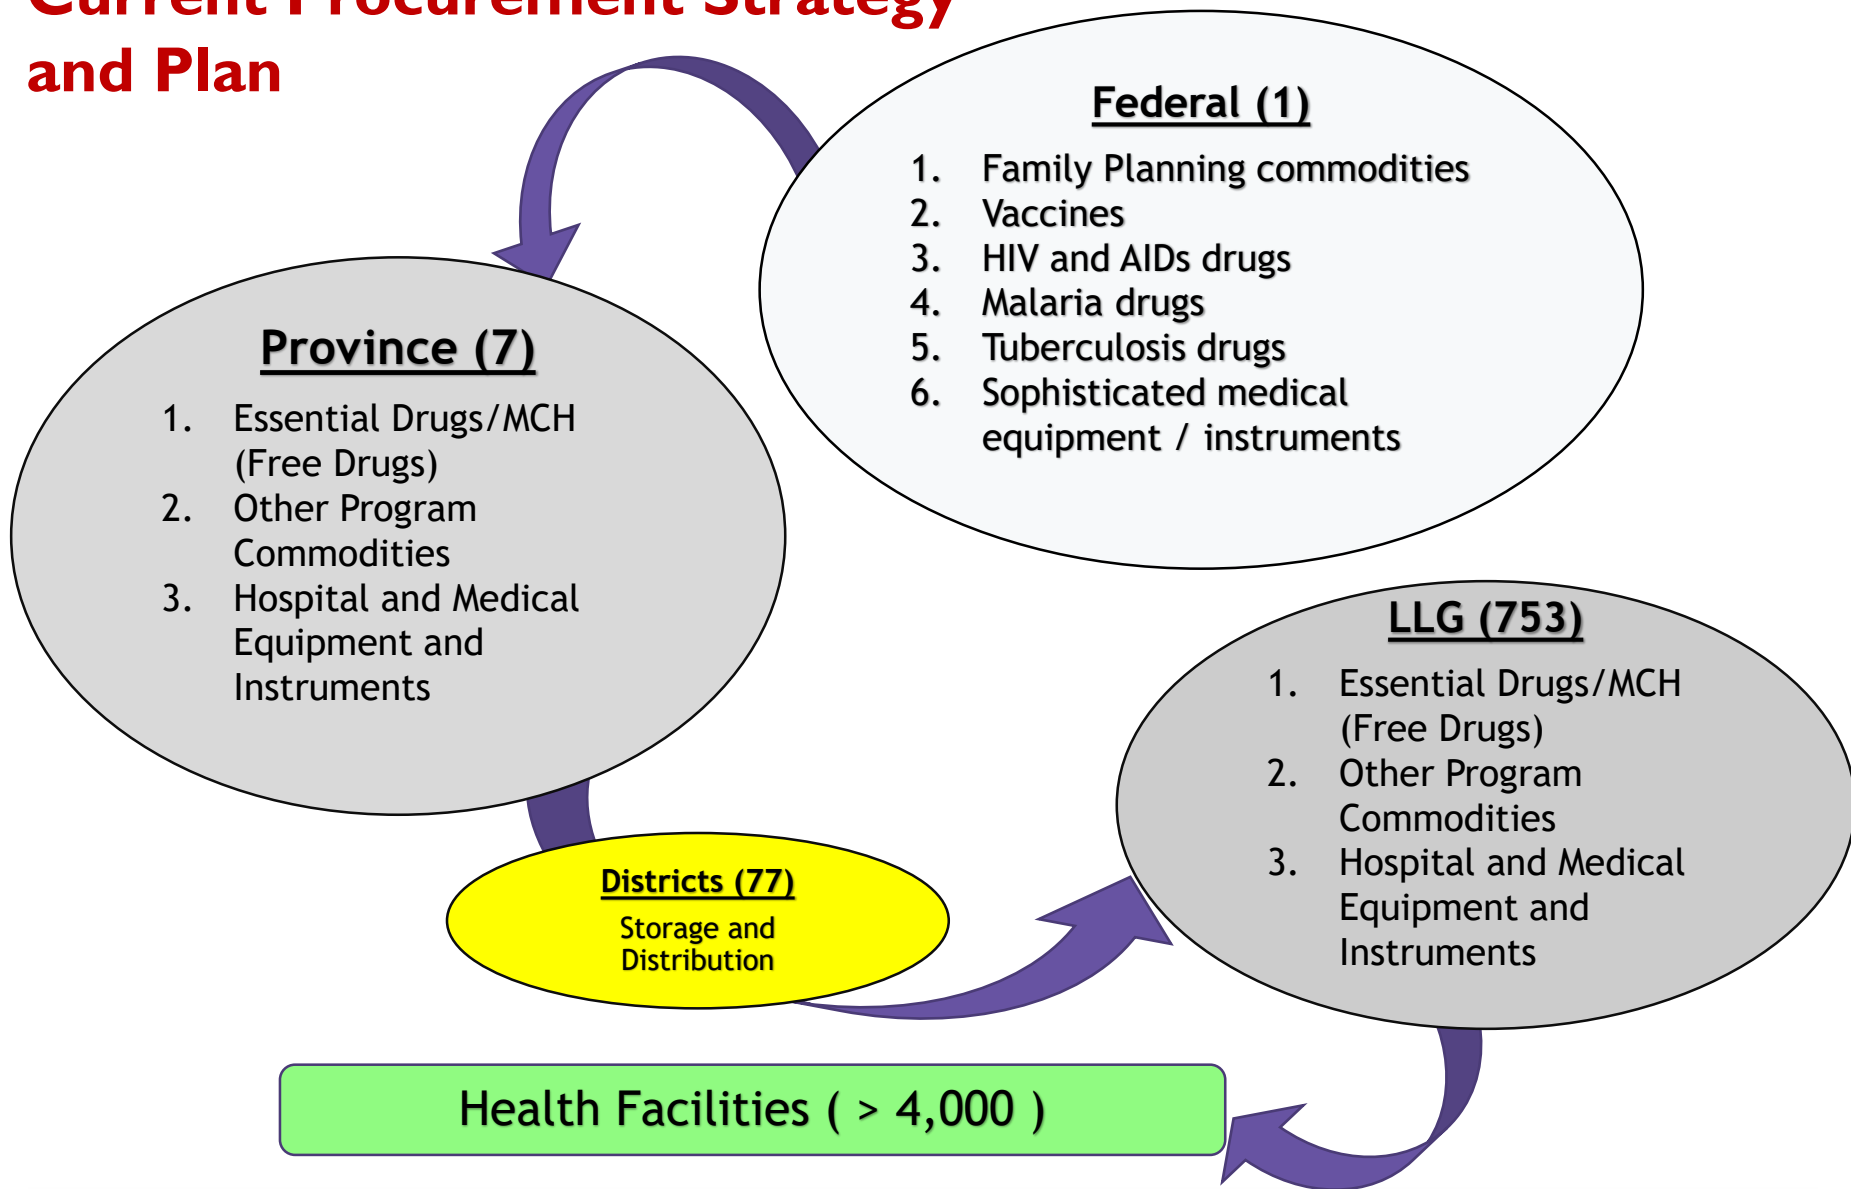 Current Procurement Strategy
and Plan
Federal (1)
1. Family Planning commodities
2. Vaccines
3. HIV and AIDs drugs
4. Malaria drugs
5. Tuberculosis drugs
6. Sophisticated medical
equipment / instruments
Province (7)
1. Essential Drugs/MCH
(Free Drugs)
2. Other Program
Commodities
3. Hospital and Medical
Equipment and
Instruments
LLG (753)
1. Essential Drugs/MCH
(Free Drugs)
2. Other Program
Commodities
3. Hospital and Medical
Equipment and
Instruments
Districts (77)
Storage and
Distribution
Health Facilities ( > 4,000 )